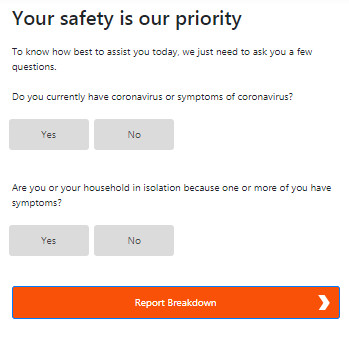 Your safety is our priority
To know how best to assist you today, we just need to ask you a few
questions.
Do you currently have coronavirus or symptoms of coronavirus?
Yes No
Are you or your household in isolation because one or more of you have
symptoms?
Yes No
Report Breakdown